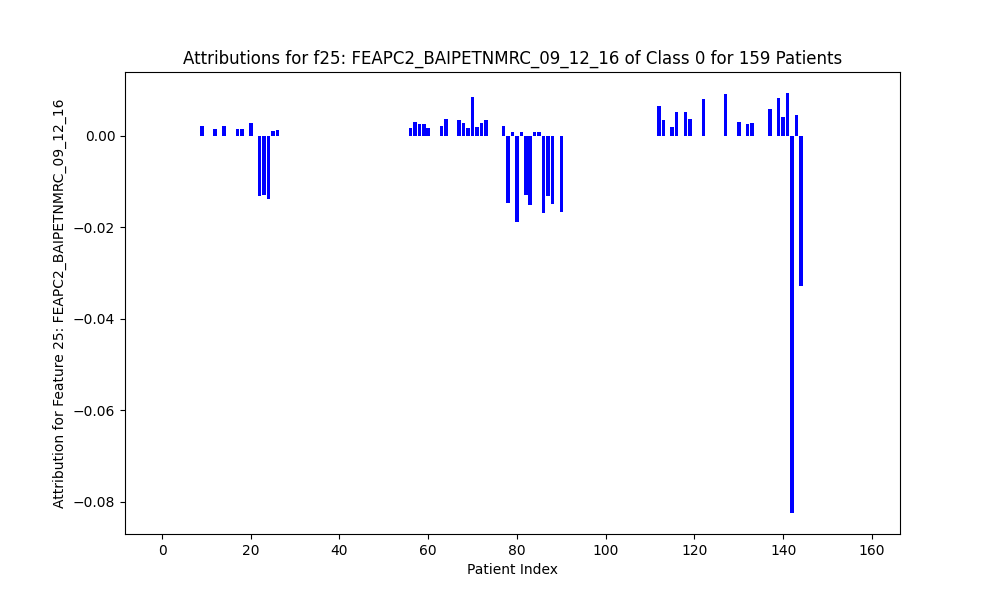 Attributions for f25: FEAPC2_BAIPETNMRC_09_12_16 of Class 0 for 159 Patients
Attribution for Feature 25: FEAPC2_BAIPETNMRC_09_12_16
0.00
−0.02
−0.04
−0.06
−0.08
0 20 40 60 80 100 120 140 160
Patient Index